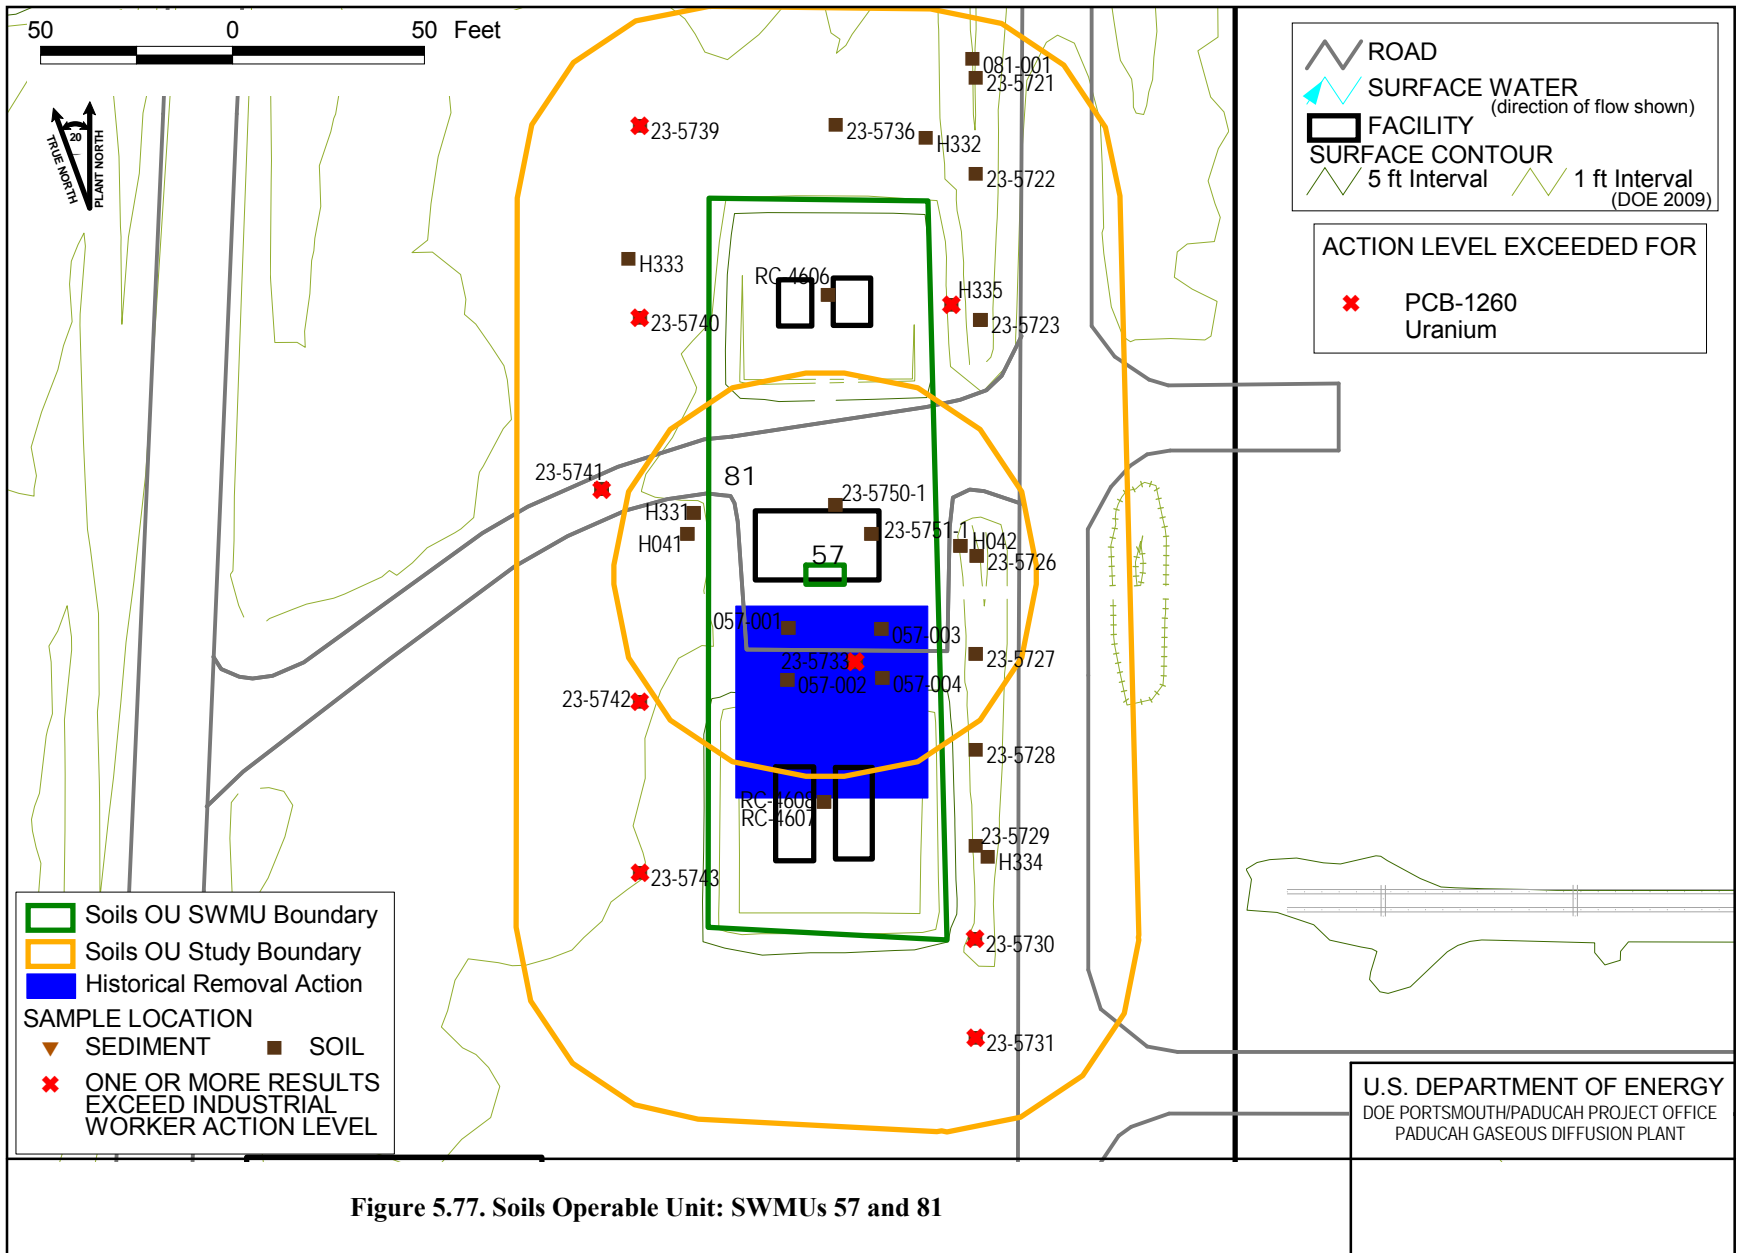 50 0 50 Feet
081-001
23-5721
23-5739
23-5736
H332
23-5722
20
TRUE NORTH
PLANT NORTH
H333
RC-4606
H335
23-5740
23-5723
23-5741
81
23-5750-1
H331
23-5751-1
H041
H042
57
23-5726
057-001
057-003
23-5733
23-5727
057-002
057-004
23-5742
23-5728
RC-4608
RC-4607
23-5729
H334
23-5743
23-5730
23-5731
ROAD
SURFACE WATER
(direction of flow shown)
FACILITY
SURFACE CONTOUR
5 ft Interval 1 ft Interval
(DOE 2009)
ACTION LEVEL EXCEEDED FOR
PCB-1260
Uranium
Soils OU SWMU Boundary
Soils OU Study Boundary
Historical Removal Action
SAMPLE LOCATION
SEDIMENT SOIL
ONE OR MORE RESULTS
EXCEED INDUSTRIAL
WORKER ACTION LEVEL
U.S. DEPARTMENT OF ENERGY
DOE PORTSMOUTH/PADUCAH PROJECT OFFICE
PADUCAH GASEOUS DIFFUSION PLANT
Figure 5.77. Soils Operable Unit: SWMUs 57 and 81